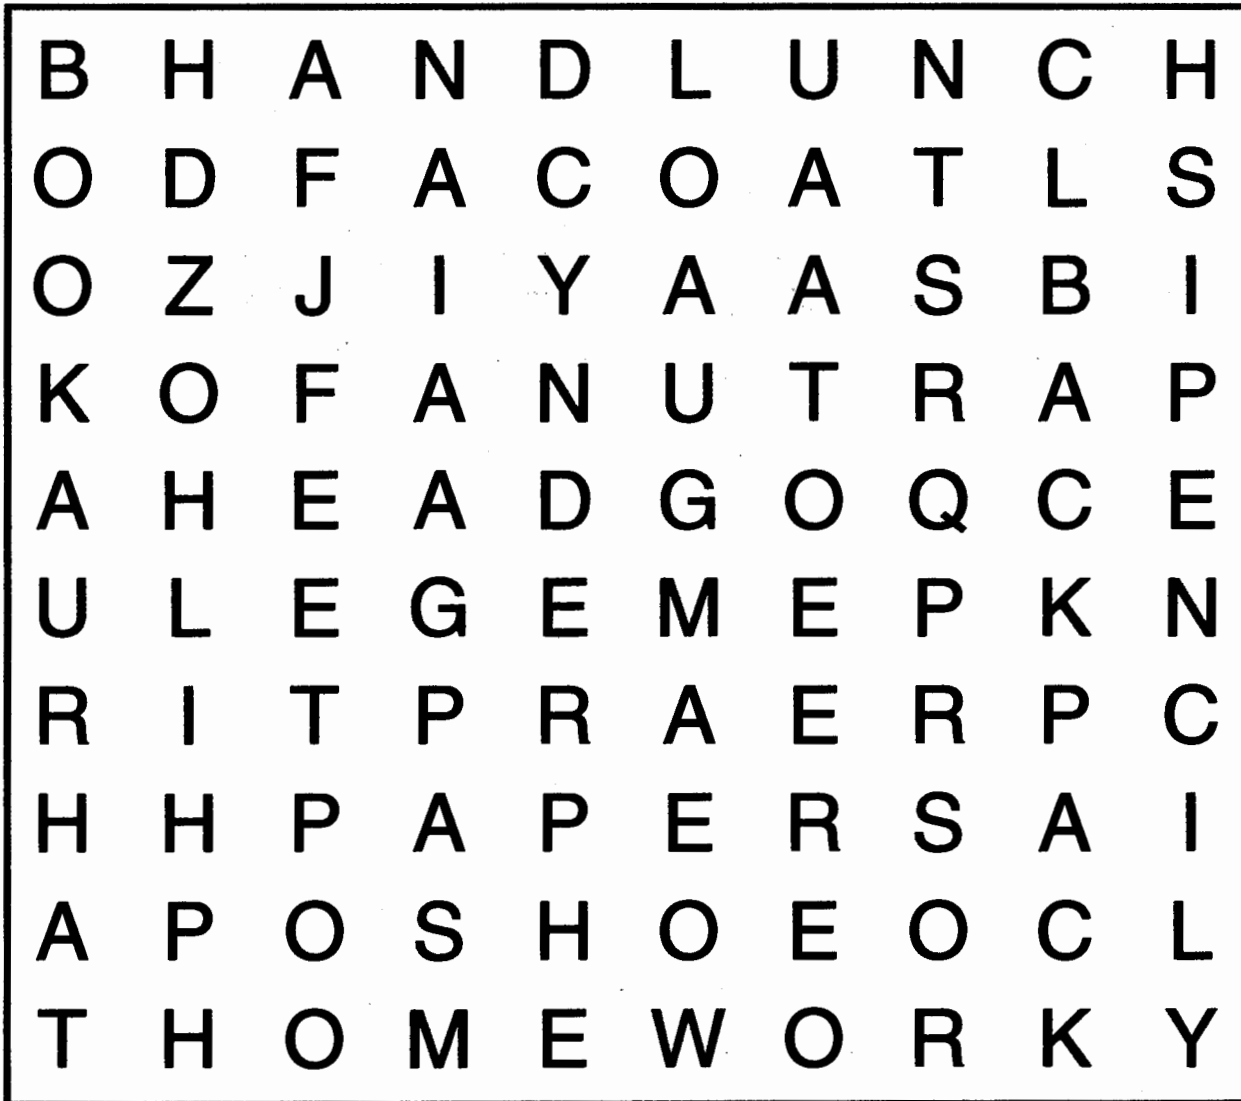 B H A N D L U N C H
O D F A C O A T L S
O Z J I Y A A S B I
K O F A N U T R A P
A H E A D G O Q C E
U L E G E M E P K N
R I T P R A E R P C
H H P A P E R S A I
A P O S H O E O C L
T H O M E W O R K Y